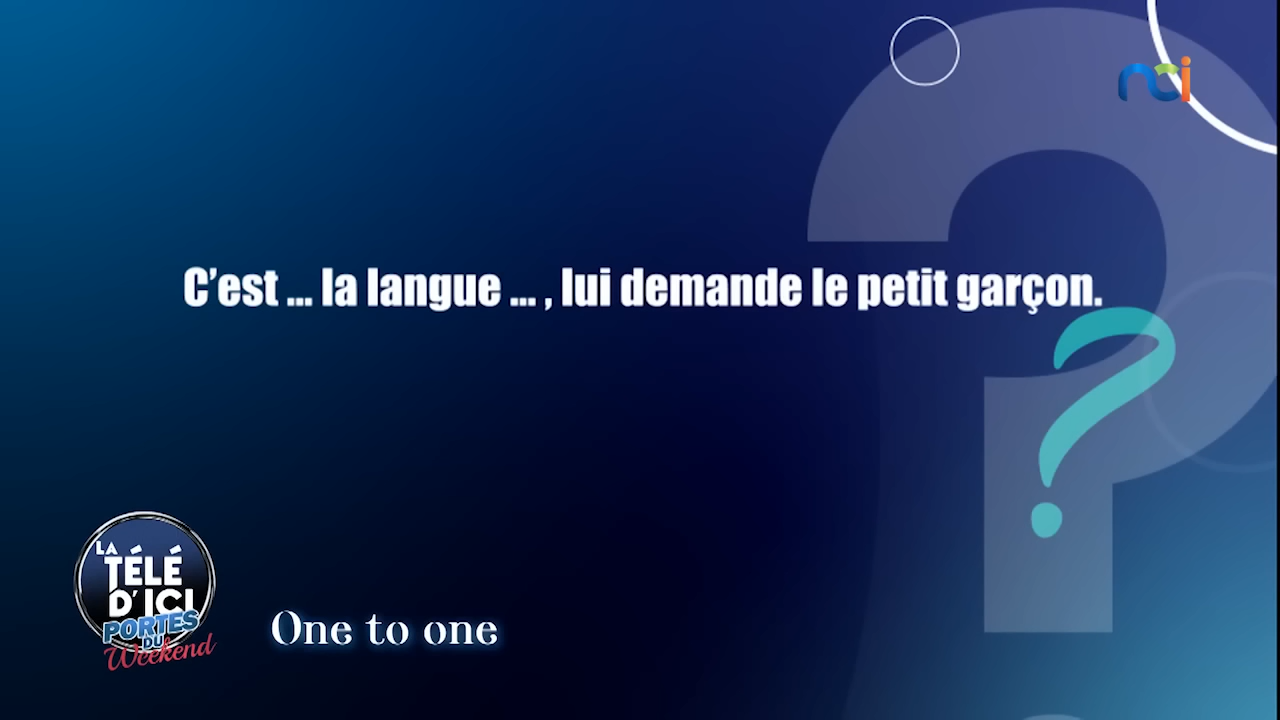 nci
C’est ... la langue ... , lui demande le petit garçon.
?
?
LA
TÉLÉ
D’ICI
PORTES
DU
Weekend
One to one